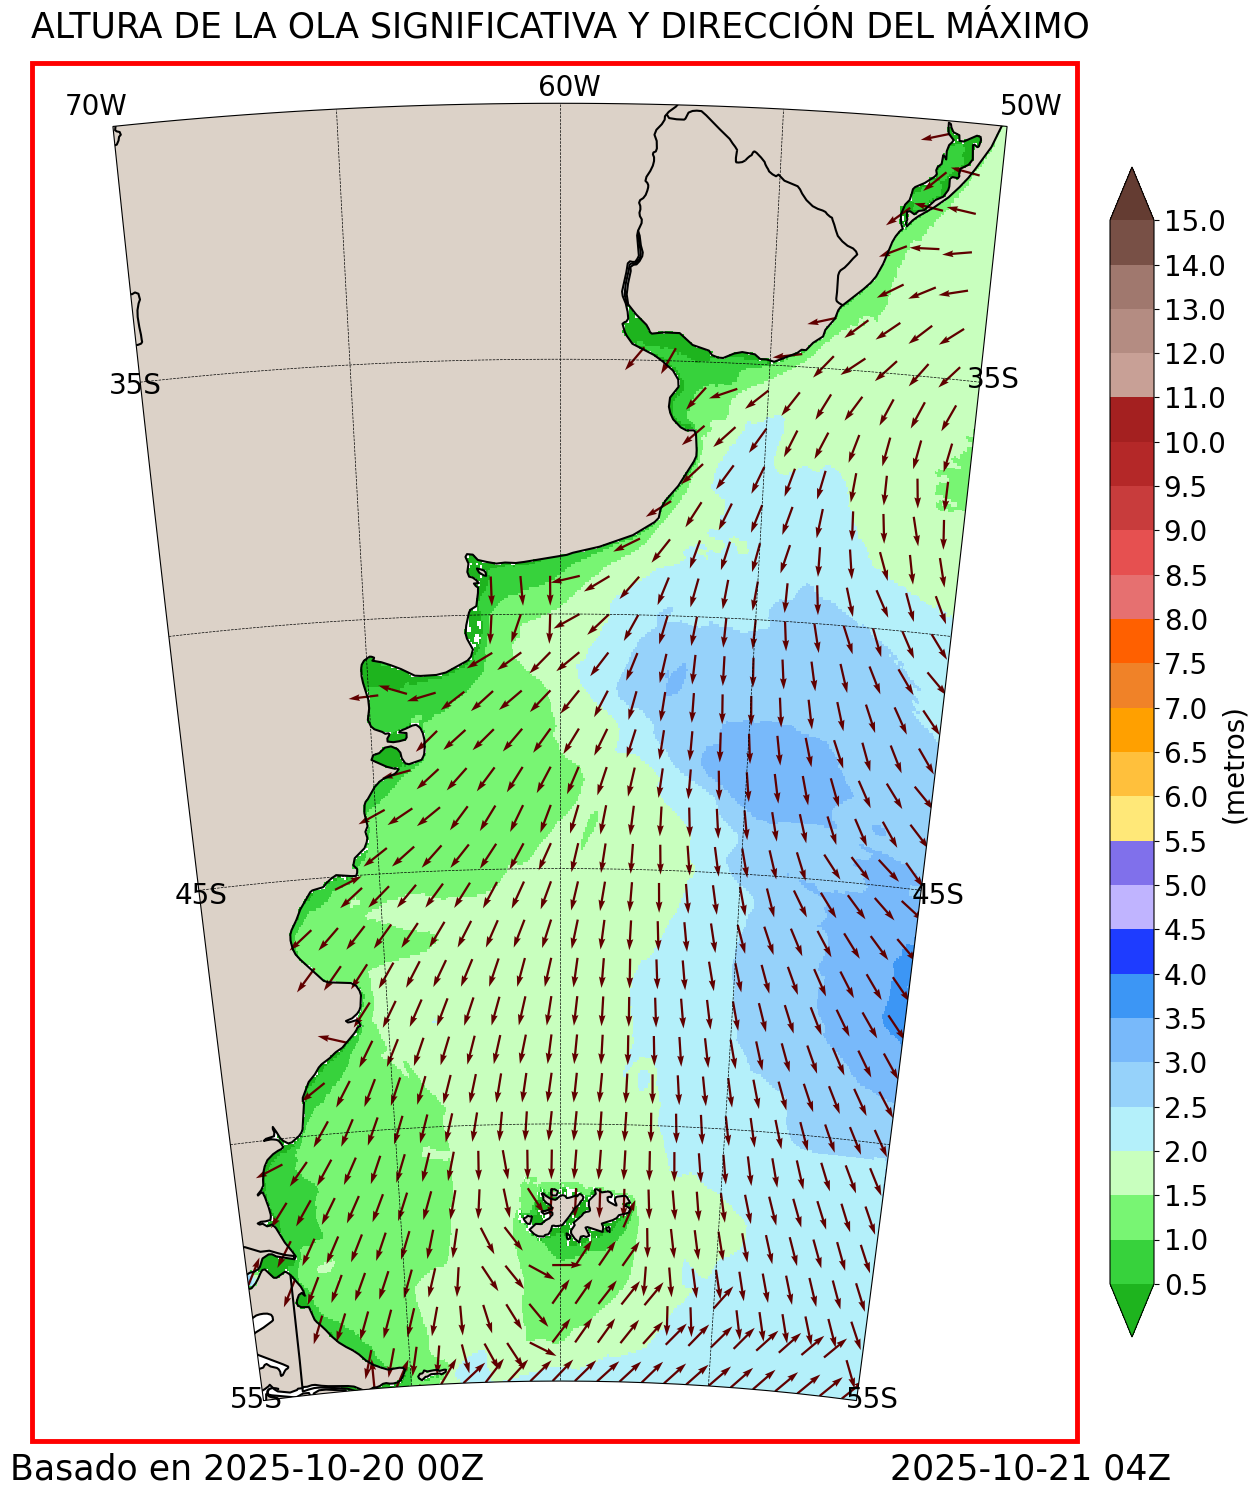 ALTURA DE LA OLA SIGNIFICATIVA Y DIRECCIÓN DEL MÁXIMO
70W
60W
50W
35S
35S
45S
45S
55S
55S
15.0
14.0
13.0
12.0
11.0
10.0
9.5
9.0
8.5
8.0
7.5
7.0
6.5
6.0
5.5
5.0
4.5
4.0
3.5
3.0
2.5
2.0
1.5
1.0
0.5
(metros)
Basado en 2025-10-20 00Z
2025-10-21 04Z